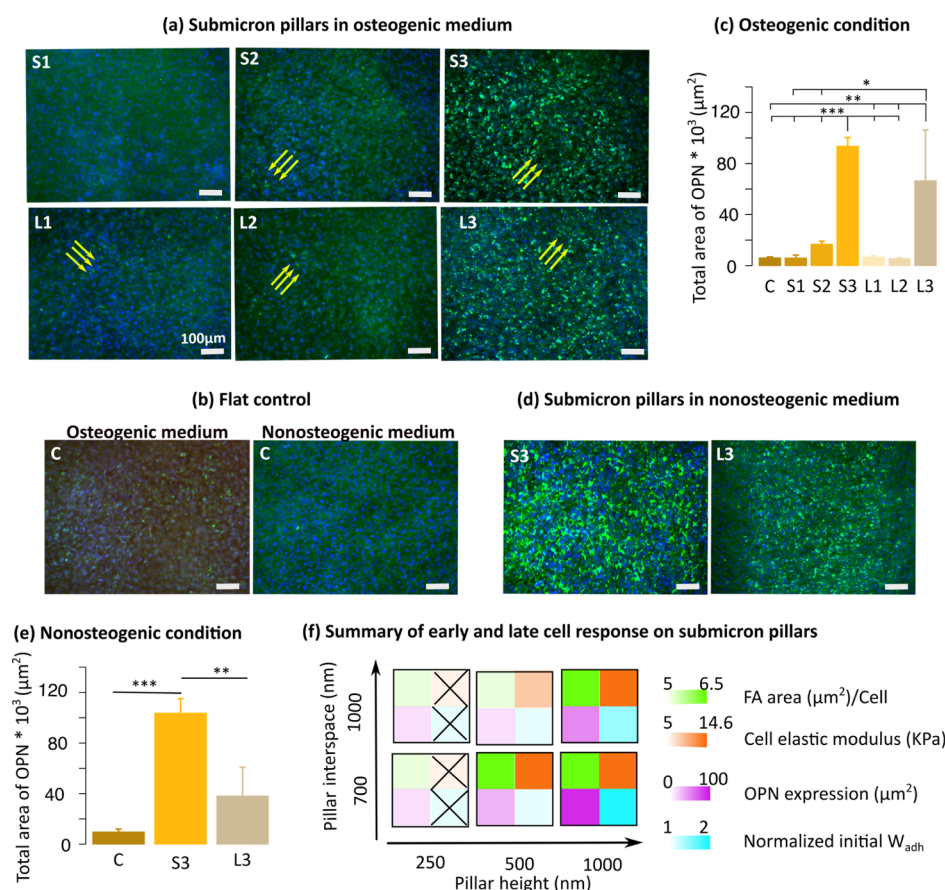 (a) Submicron pillars in osteogenic medium
S1
S2
S3
L1
L2
L3
100μm
(c) Osteogenic condition
Total area of OPN * 10³ (μm²)
120
80
40
0
*
**
***
C S1 S2 S3 L1 L2 L3
(b) Flat control
Osteogenic medium
Nonosteogenic medium
C
C
(d) Submicron pillars in nonosteogenic medium
S3
L3
(e) Nonosteogenic condition
Total area of OPN * 10³ (μm²)
120
80
40
0
***
**
C S3 L3
(f) Summary of early and late cell response on submicron pillars
Pillar interspace (nm)
1000
700
250 500 1000
Pillar height (nm)
5 6.5
FA area (μm²)/Cell
5 14.6
Cell elastic modulus (KPa)
0 100
OPN expression (μm²)
1 2
Normalized initial Wadh